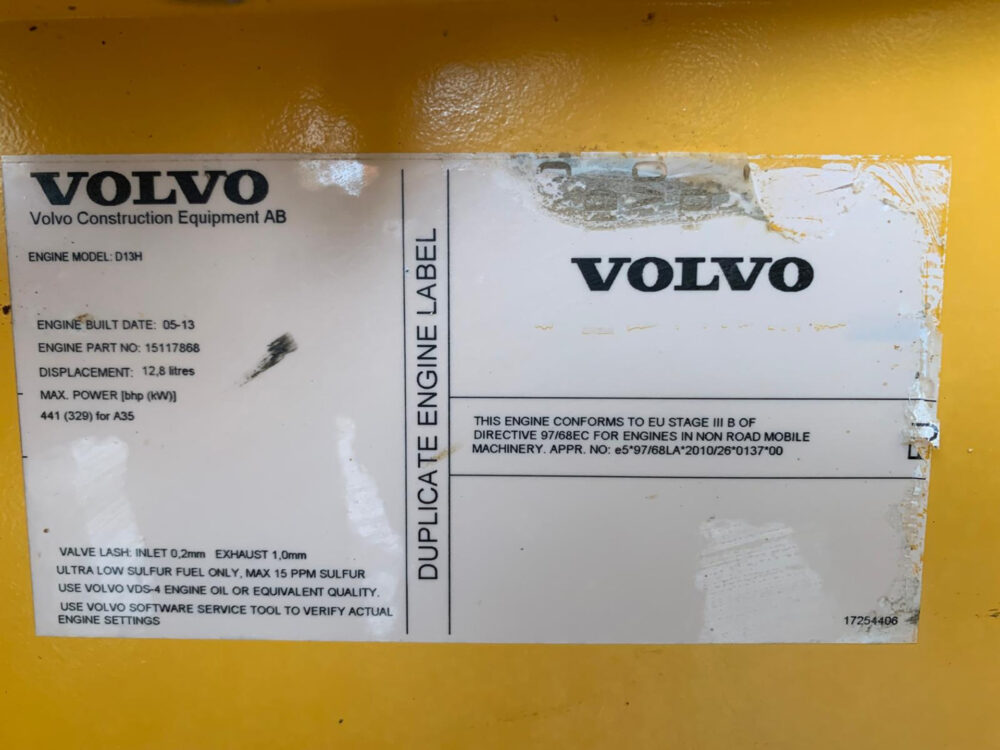 VOLVO
Volvo Construction Equipment AB
ENGINE MODEL: D13H
ENGINE BUILT DATE: 05-13
ENGINE PART NO: 15117868
DISPLACEMENT: 12,8 litres
MAX. POWER [bhp (kW)]
441 (329) for A35
VALVE LASH: INLET 0,2mm EXHAUST 1,0mm
ULTRA LOW SULFUR FUEL ONLY, MAX 15 PPM SULFUR
USE VOLVO VDS-4 ENGINE OIL OR EQUIVALENT QUALITY.
USE VOLVO SOFTWARE SERVICE TOOL TO VERIFY ACTUAL
ENGINE SETTINGS
DUPLICATE ENGINE LABEL
VOLVO
THIS ENGINE CONFORMS TO EU STAGE III B OF
DIRECTIVE 97/68EC FOR ENGINES IN NON ROAD MOBILE
MACHINERY. APPR. NO: e5*97/68LA*2010/26*0137*00
17254406